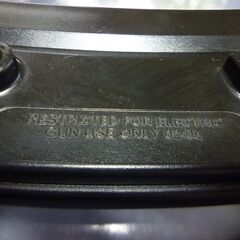 RESTRICTED FOR ELECTRIC
GUN USE ONLY